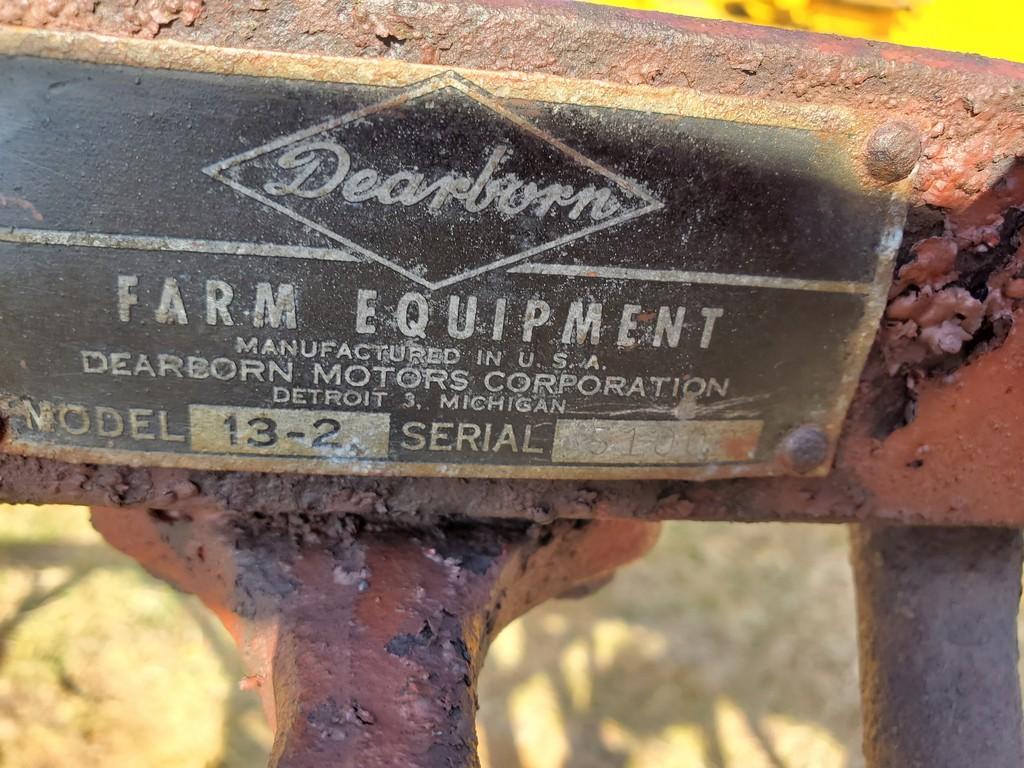 Dearborn
FARM EQUIPMENT
MANUFACTURED IN U.S.A.
DEARBORN MOTORS CORPORATION
DETROIT 3, MICHIGAN
MODEL 13-2 SERIAL